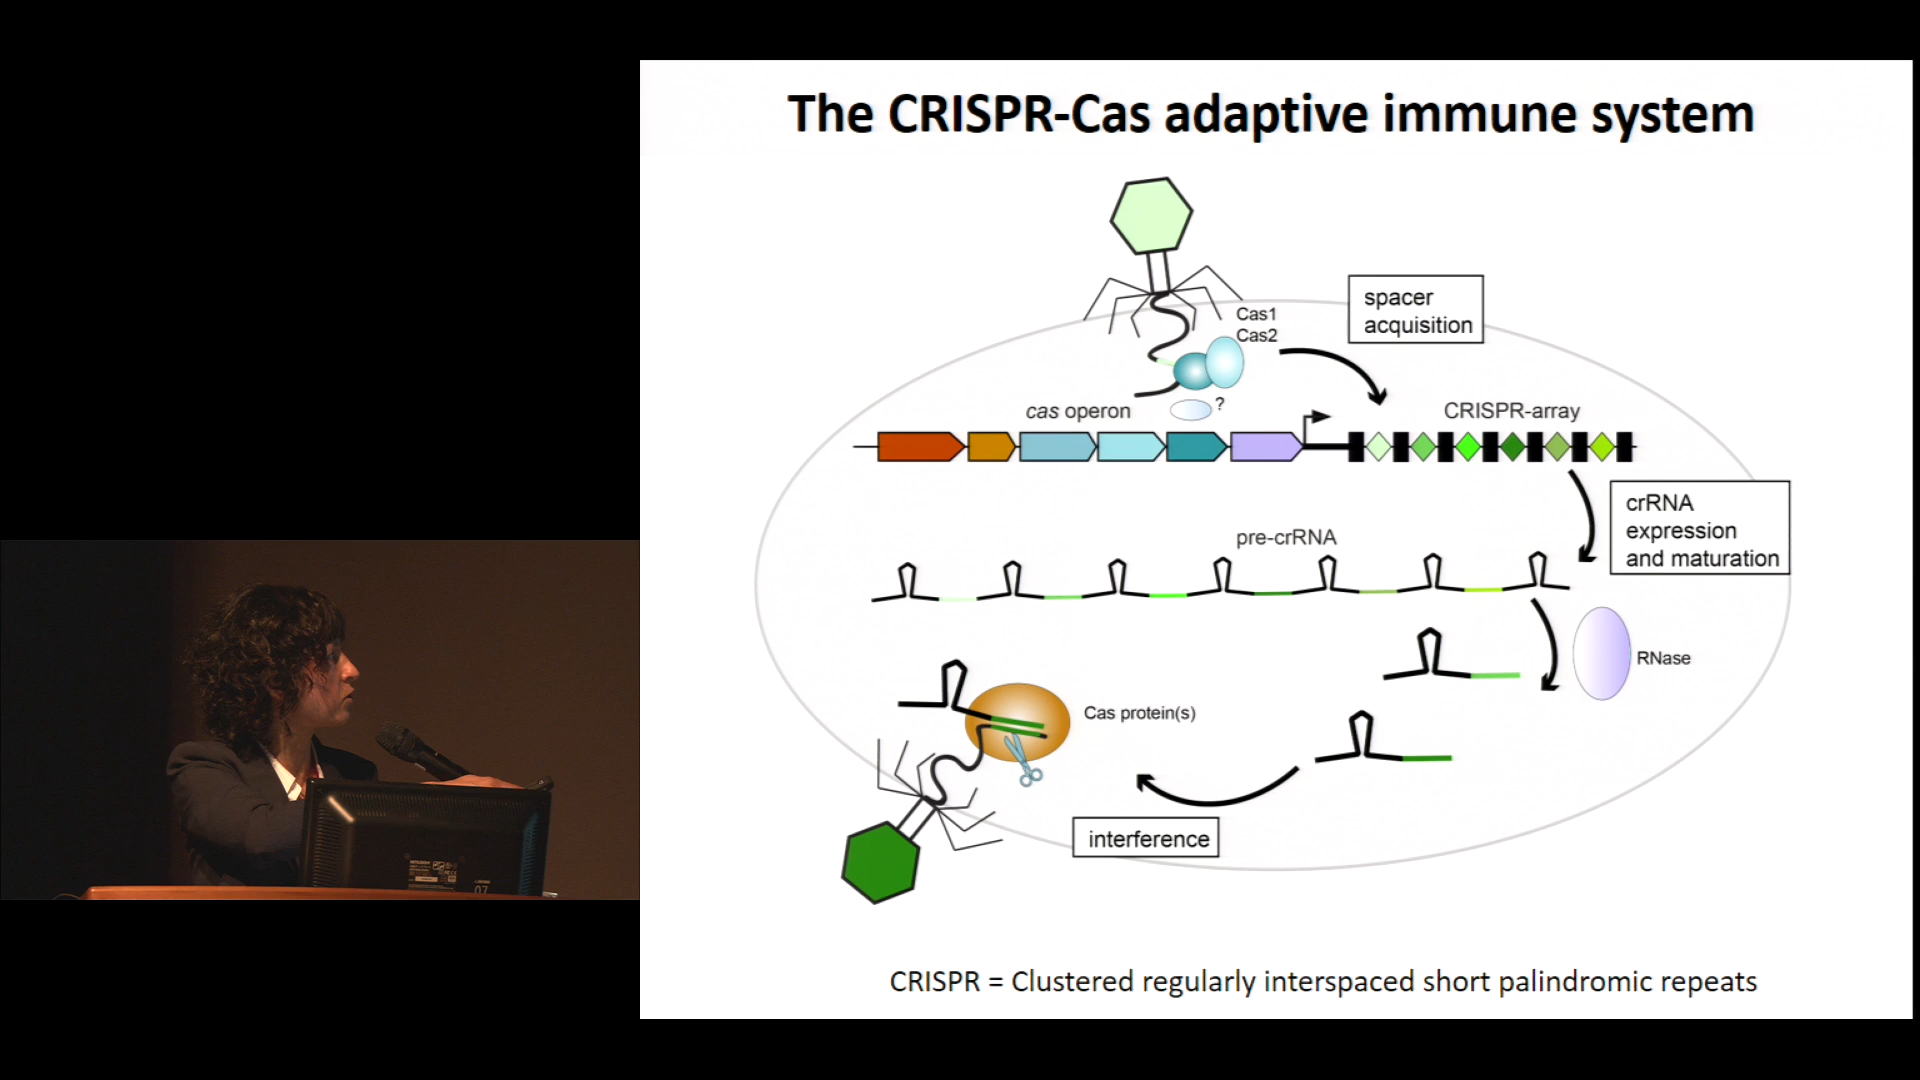 The CRISPR-Cas adaptive immune system
Cas1
Cas2
spacer
acquisition
?
cas operon
CRISPR-array
crRNA
expression
and maturation
pre-crRNA
RNase
Cas protein(s)
interference
CRISPR = Clustered regularly interspaced short palindromic repeats
07